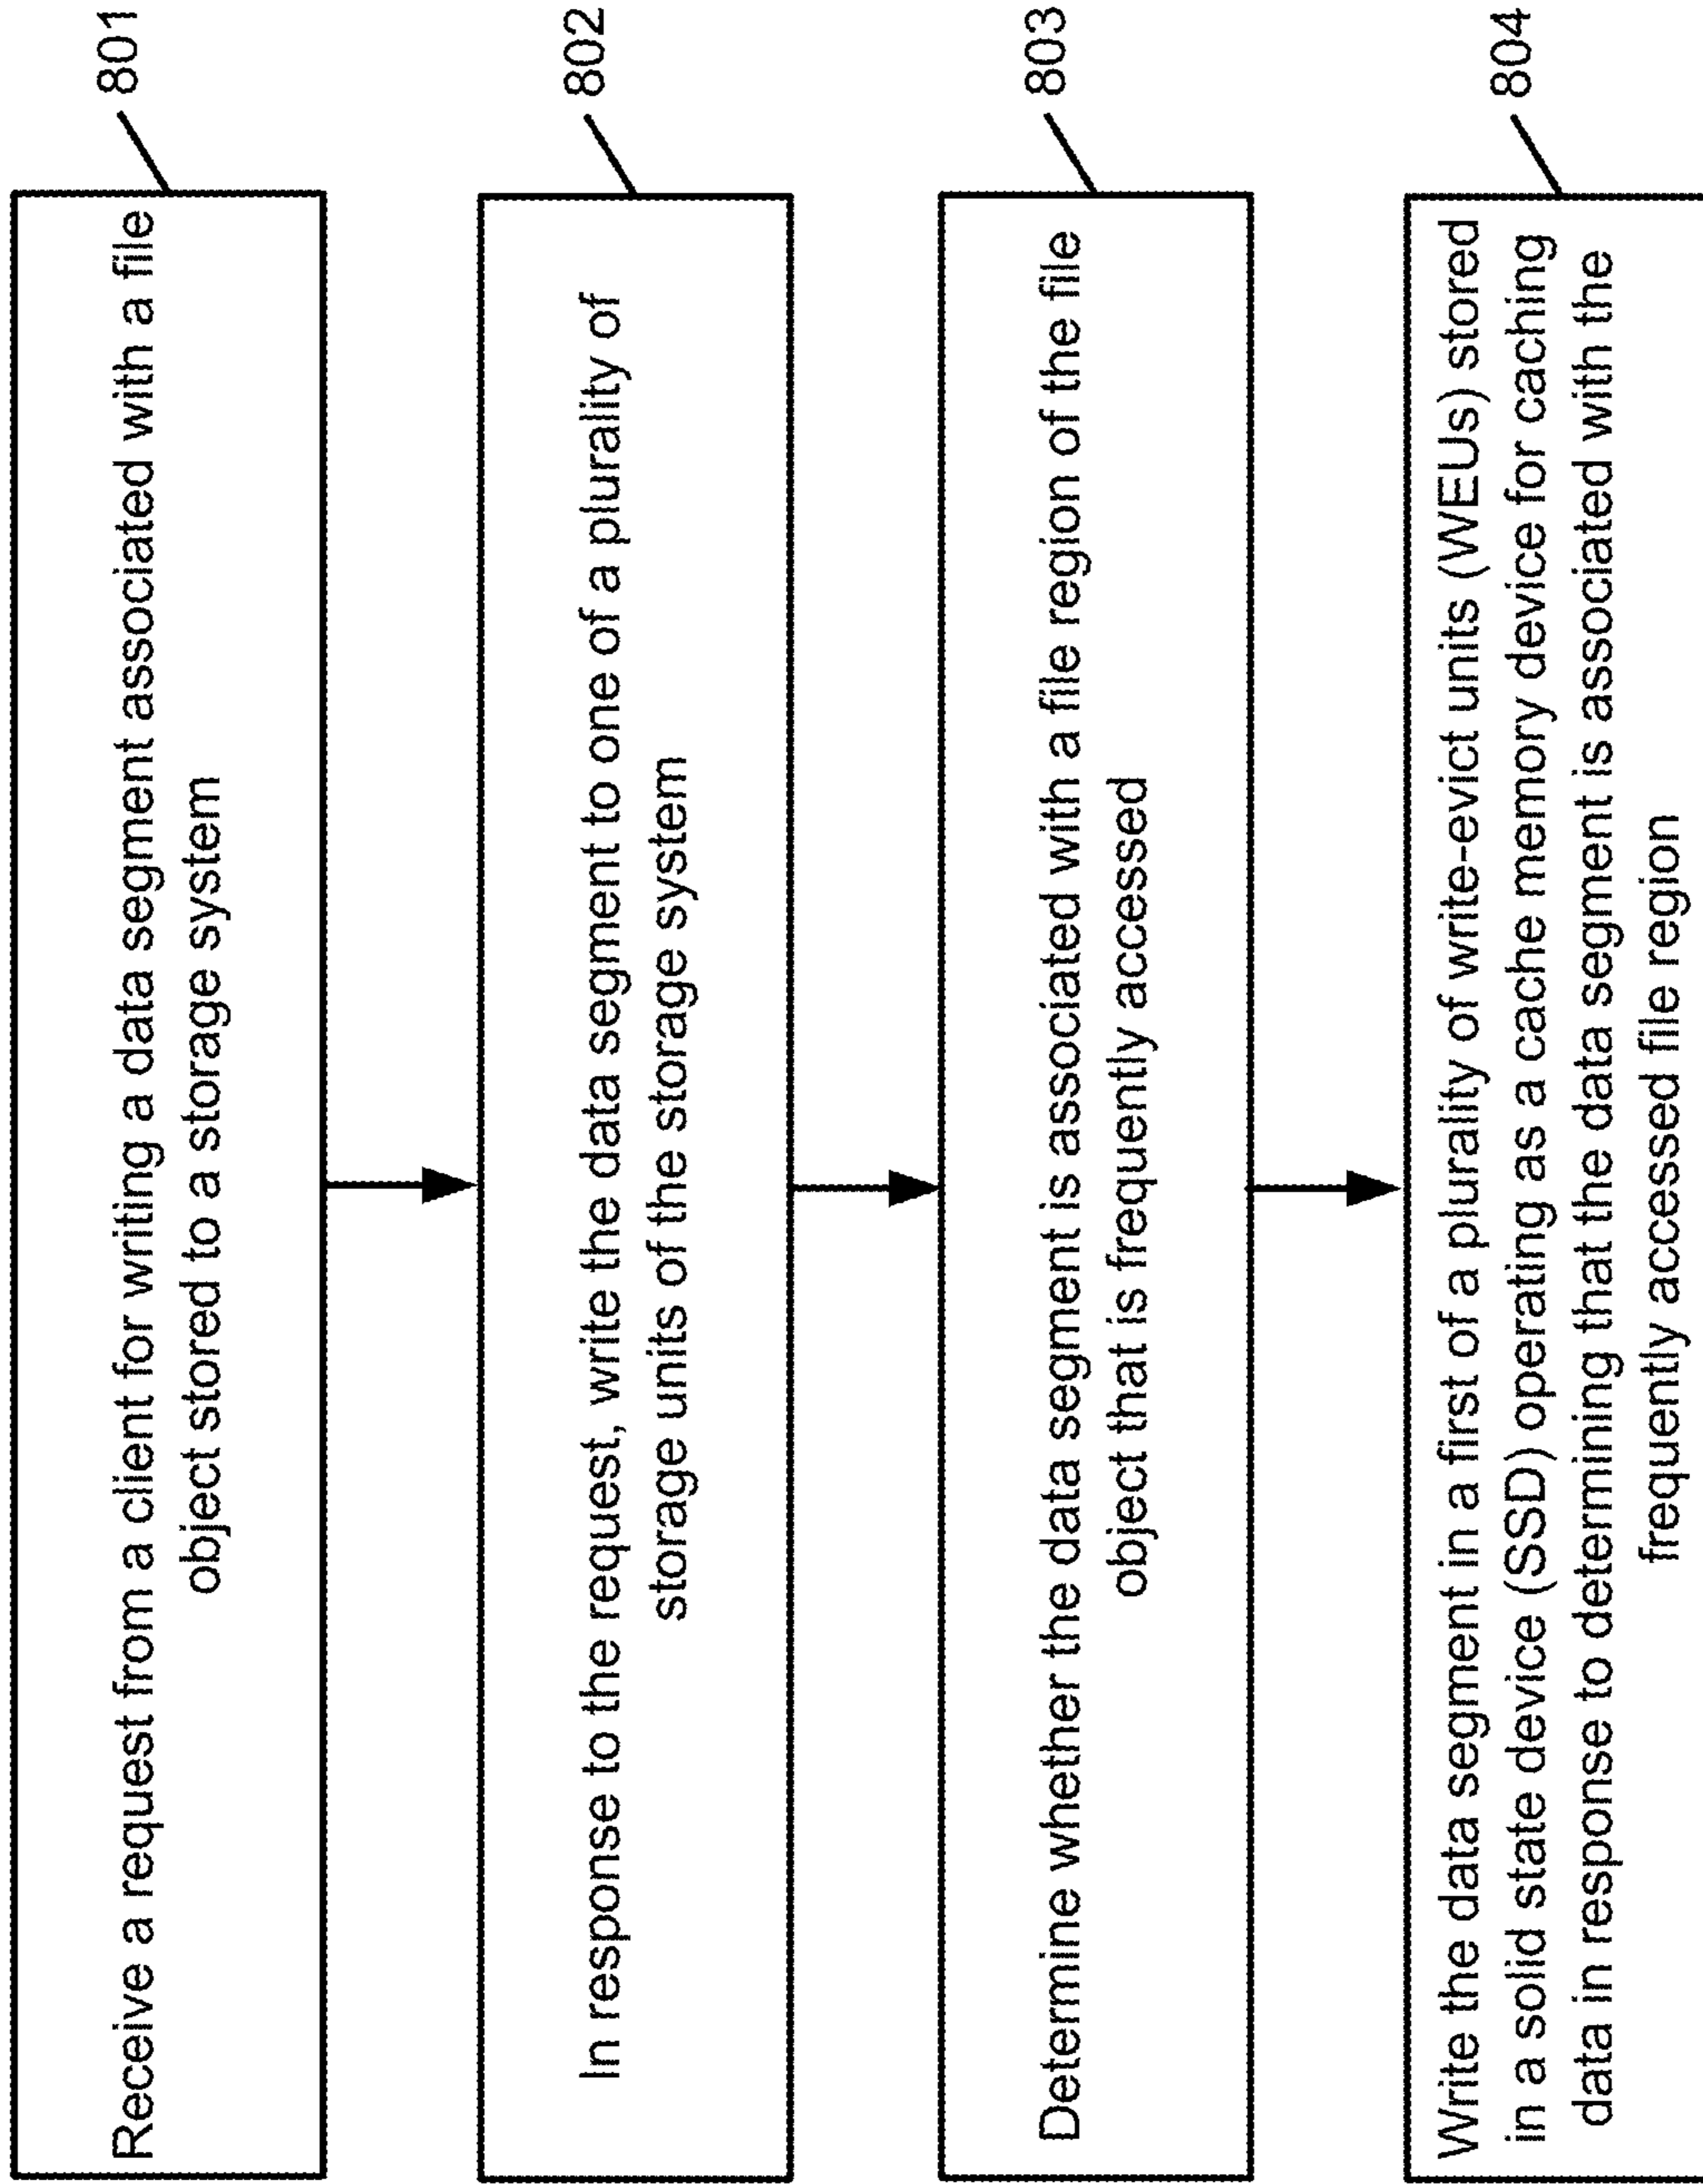 Receive a request from a client for writing a data segment associated with a file
object stored to a storage system
801
In response to the request, write the data segment to one of a plurality of
storage units of the storage system
802
Determine whether the data segment is associated with a file region of the file
object that is frequently accessed
803
Write the data segment in a first of a plurality of write-evict units (WEUs) stored
in a solid state device (SSD) operating as a cache memory device for caching
data in response to determining that the data segment is associated with the
frequently accessed file region
804